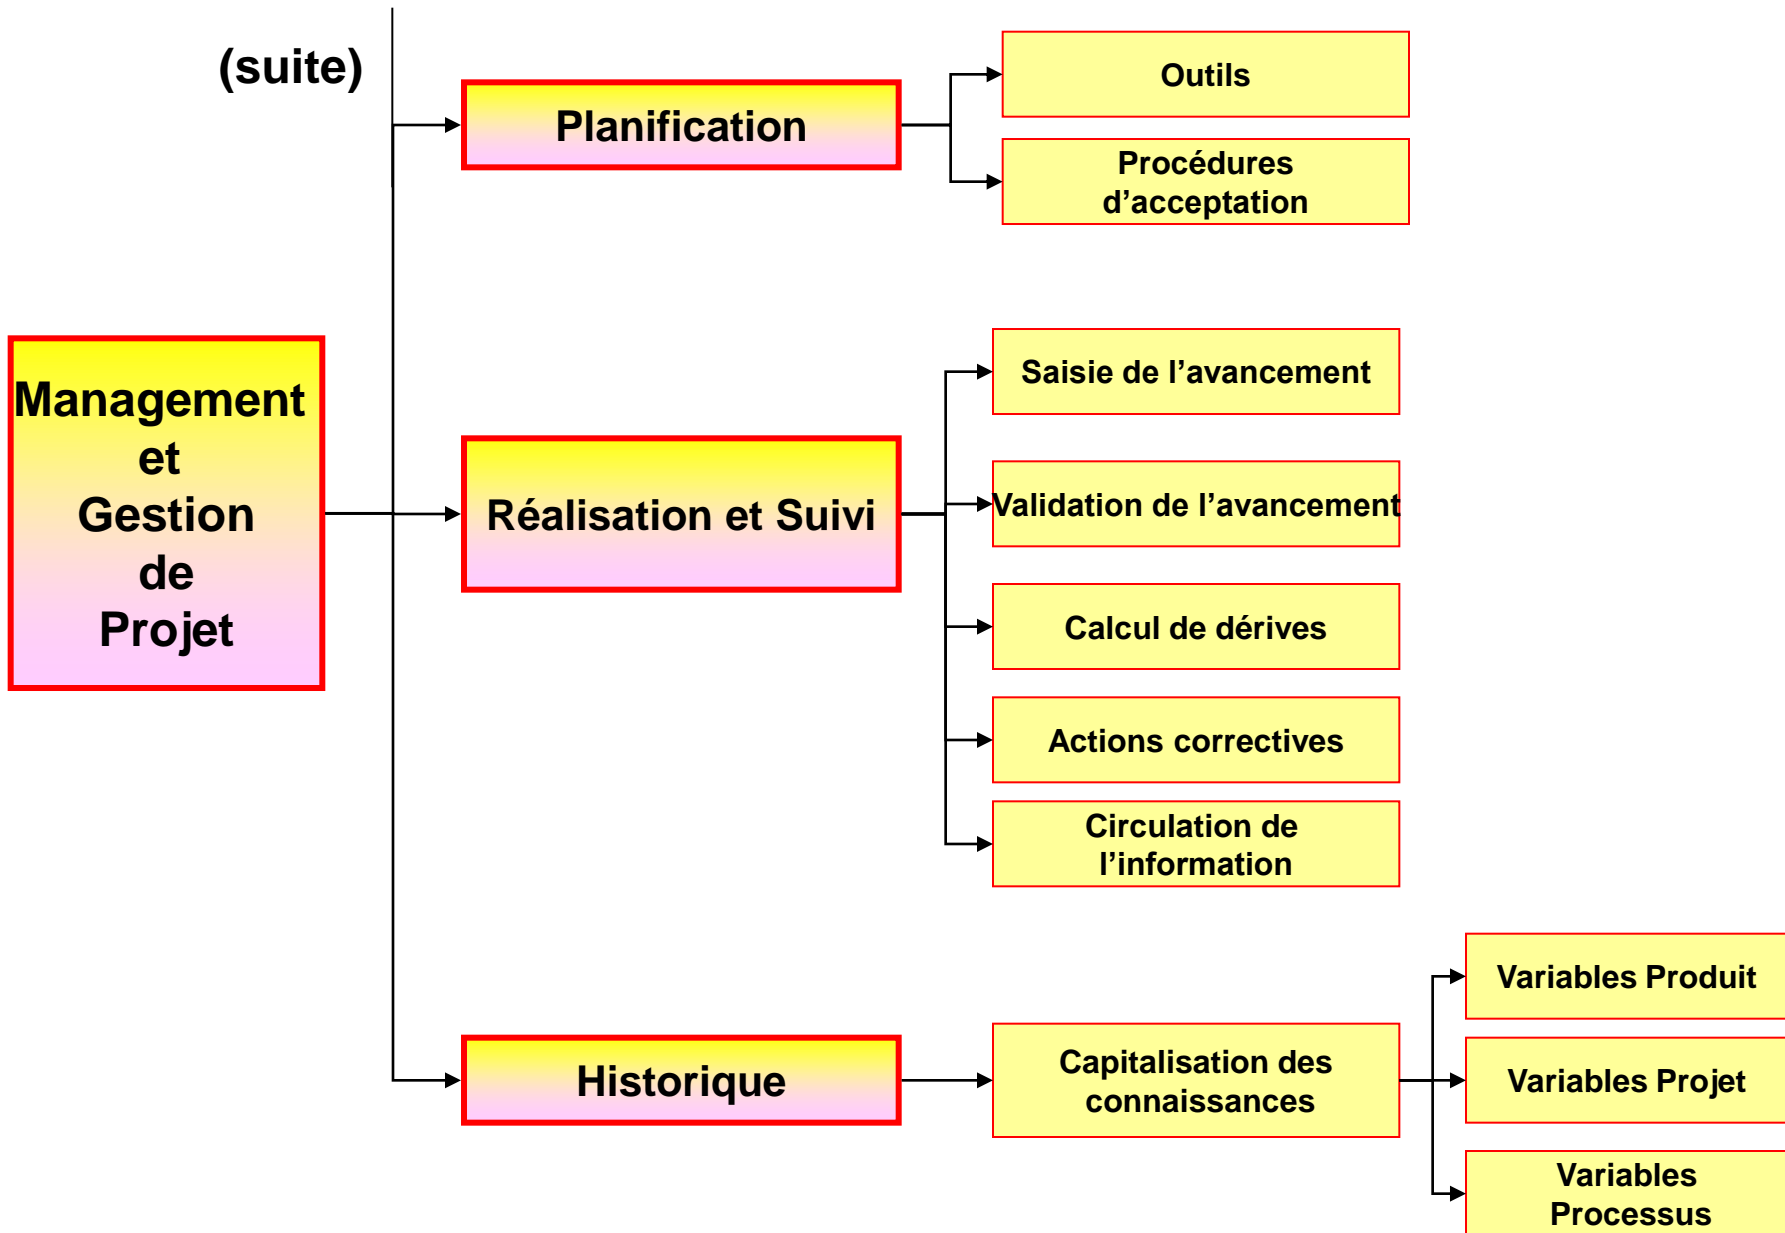 (suite)
Planification
Outils
Procédures
d’acceptation
Management
et
Gestion
de
Projet
Réalisation et Suivi
Saisie de l’avancement
Validation de l’avancement
Calcul de dérives
Actions correctives
Circulation de
l’information
Historique
Capitalisation des
connaissances
Variables Produit
Variables Projet
Variables
Processus